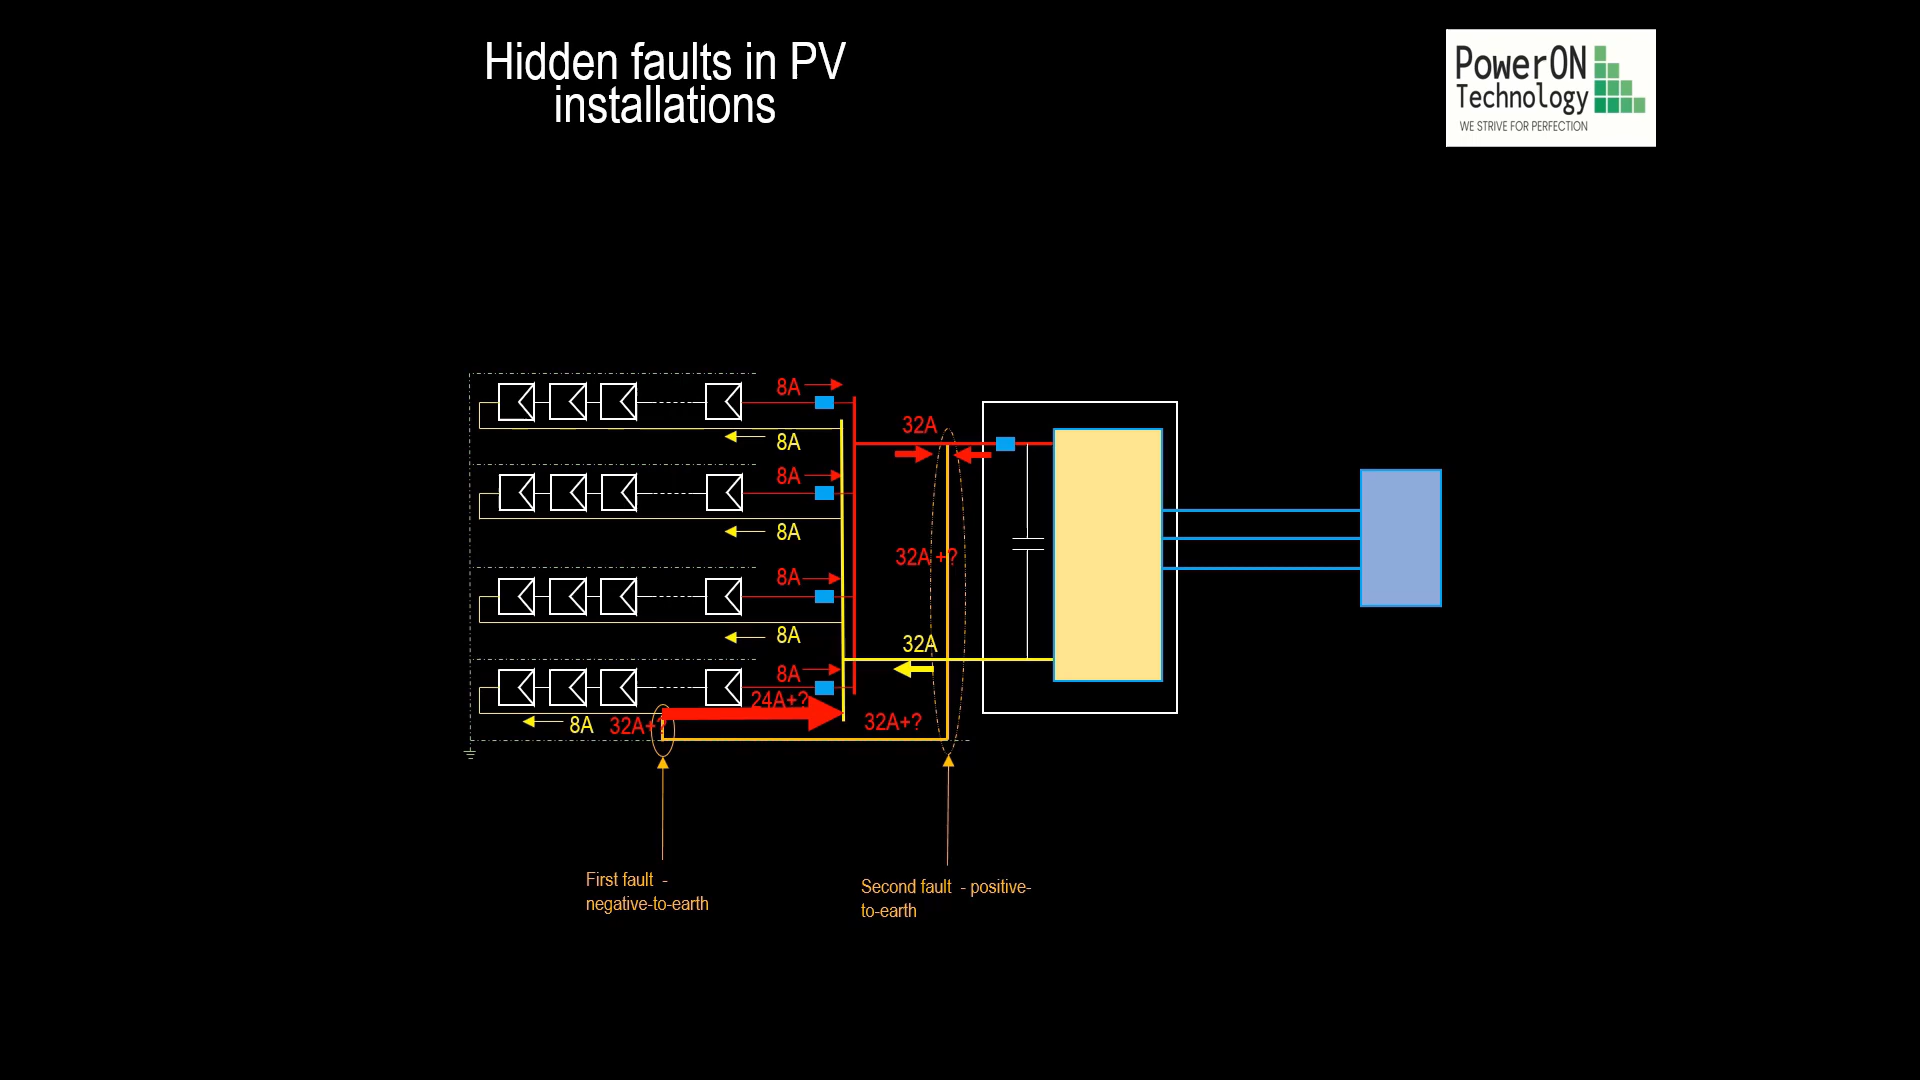 Hidden faults in PV
installations
PowerON
Technology
WE STRIVE FOR PERFECTION
8A
8A
32A
8A
8A
32A +?
8A
8A
32A
8A
24A+?
8A
32A+?
32A+?
First fault -
negative-to-earth
Second fault - positive-
to-earth